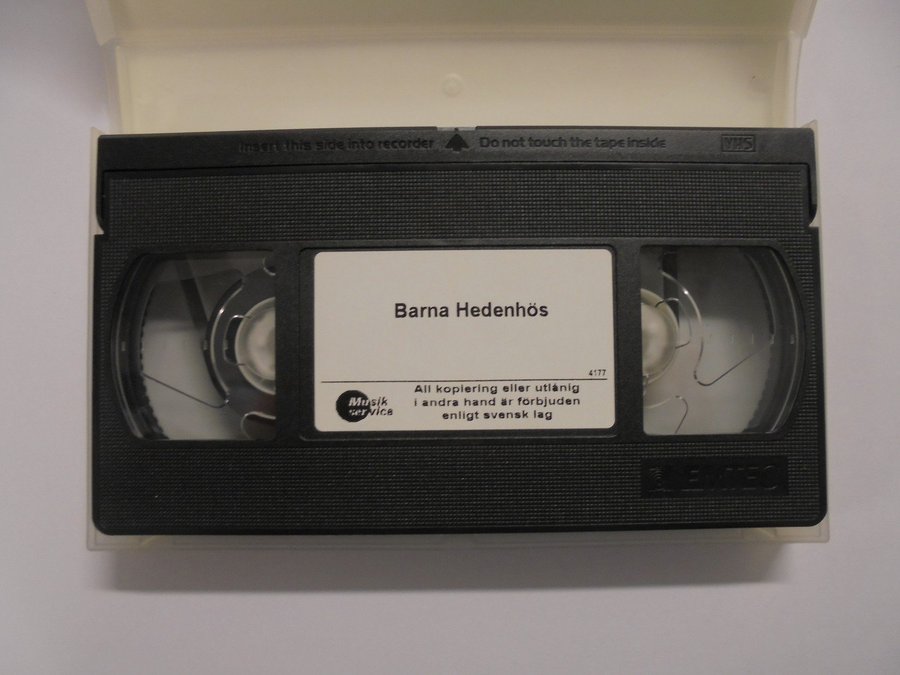 Insert this side into recorder Do not touch the tape inside VHS
Barna Hedenhös
4177
All kopiering eller utlånig
i andra hand är förbjuden
enligt svensk lag
Musik
service
EMTEC